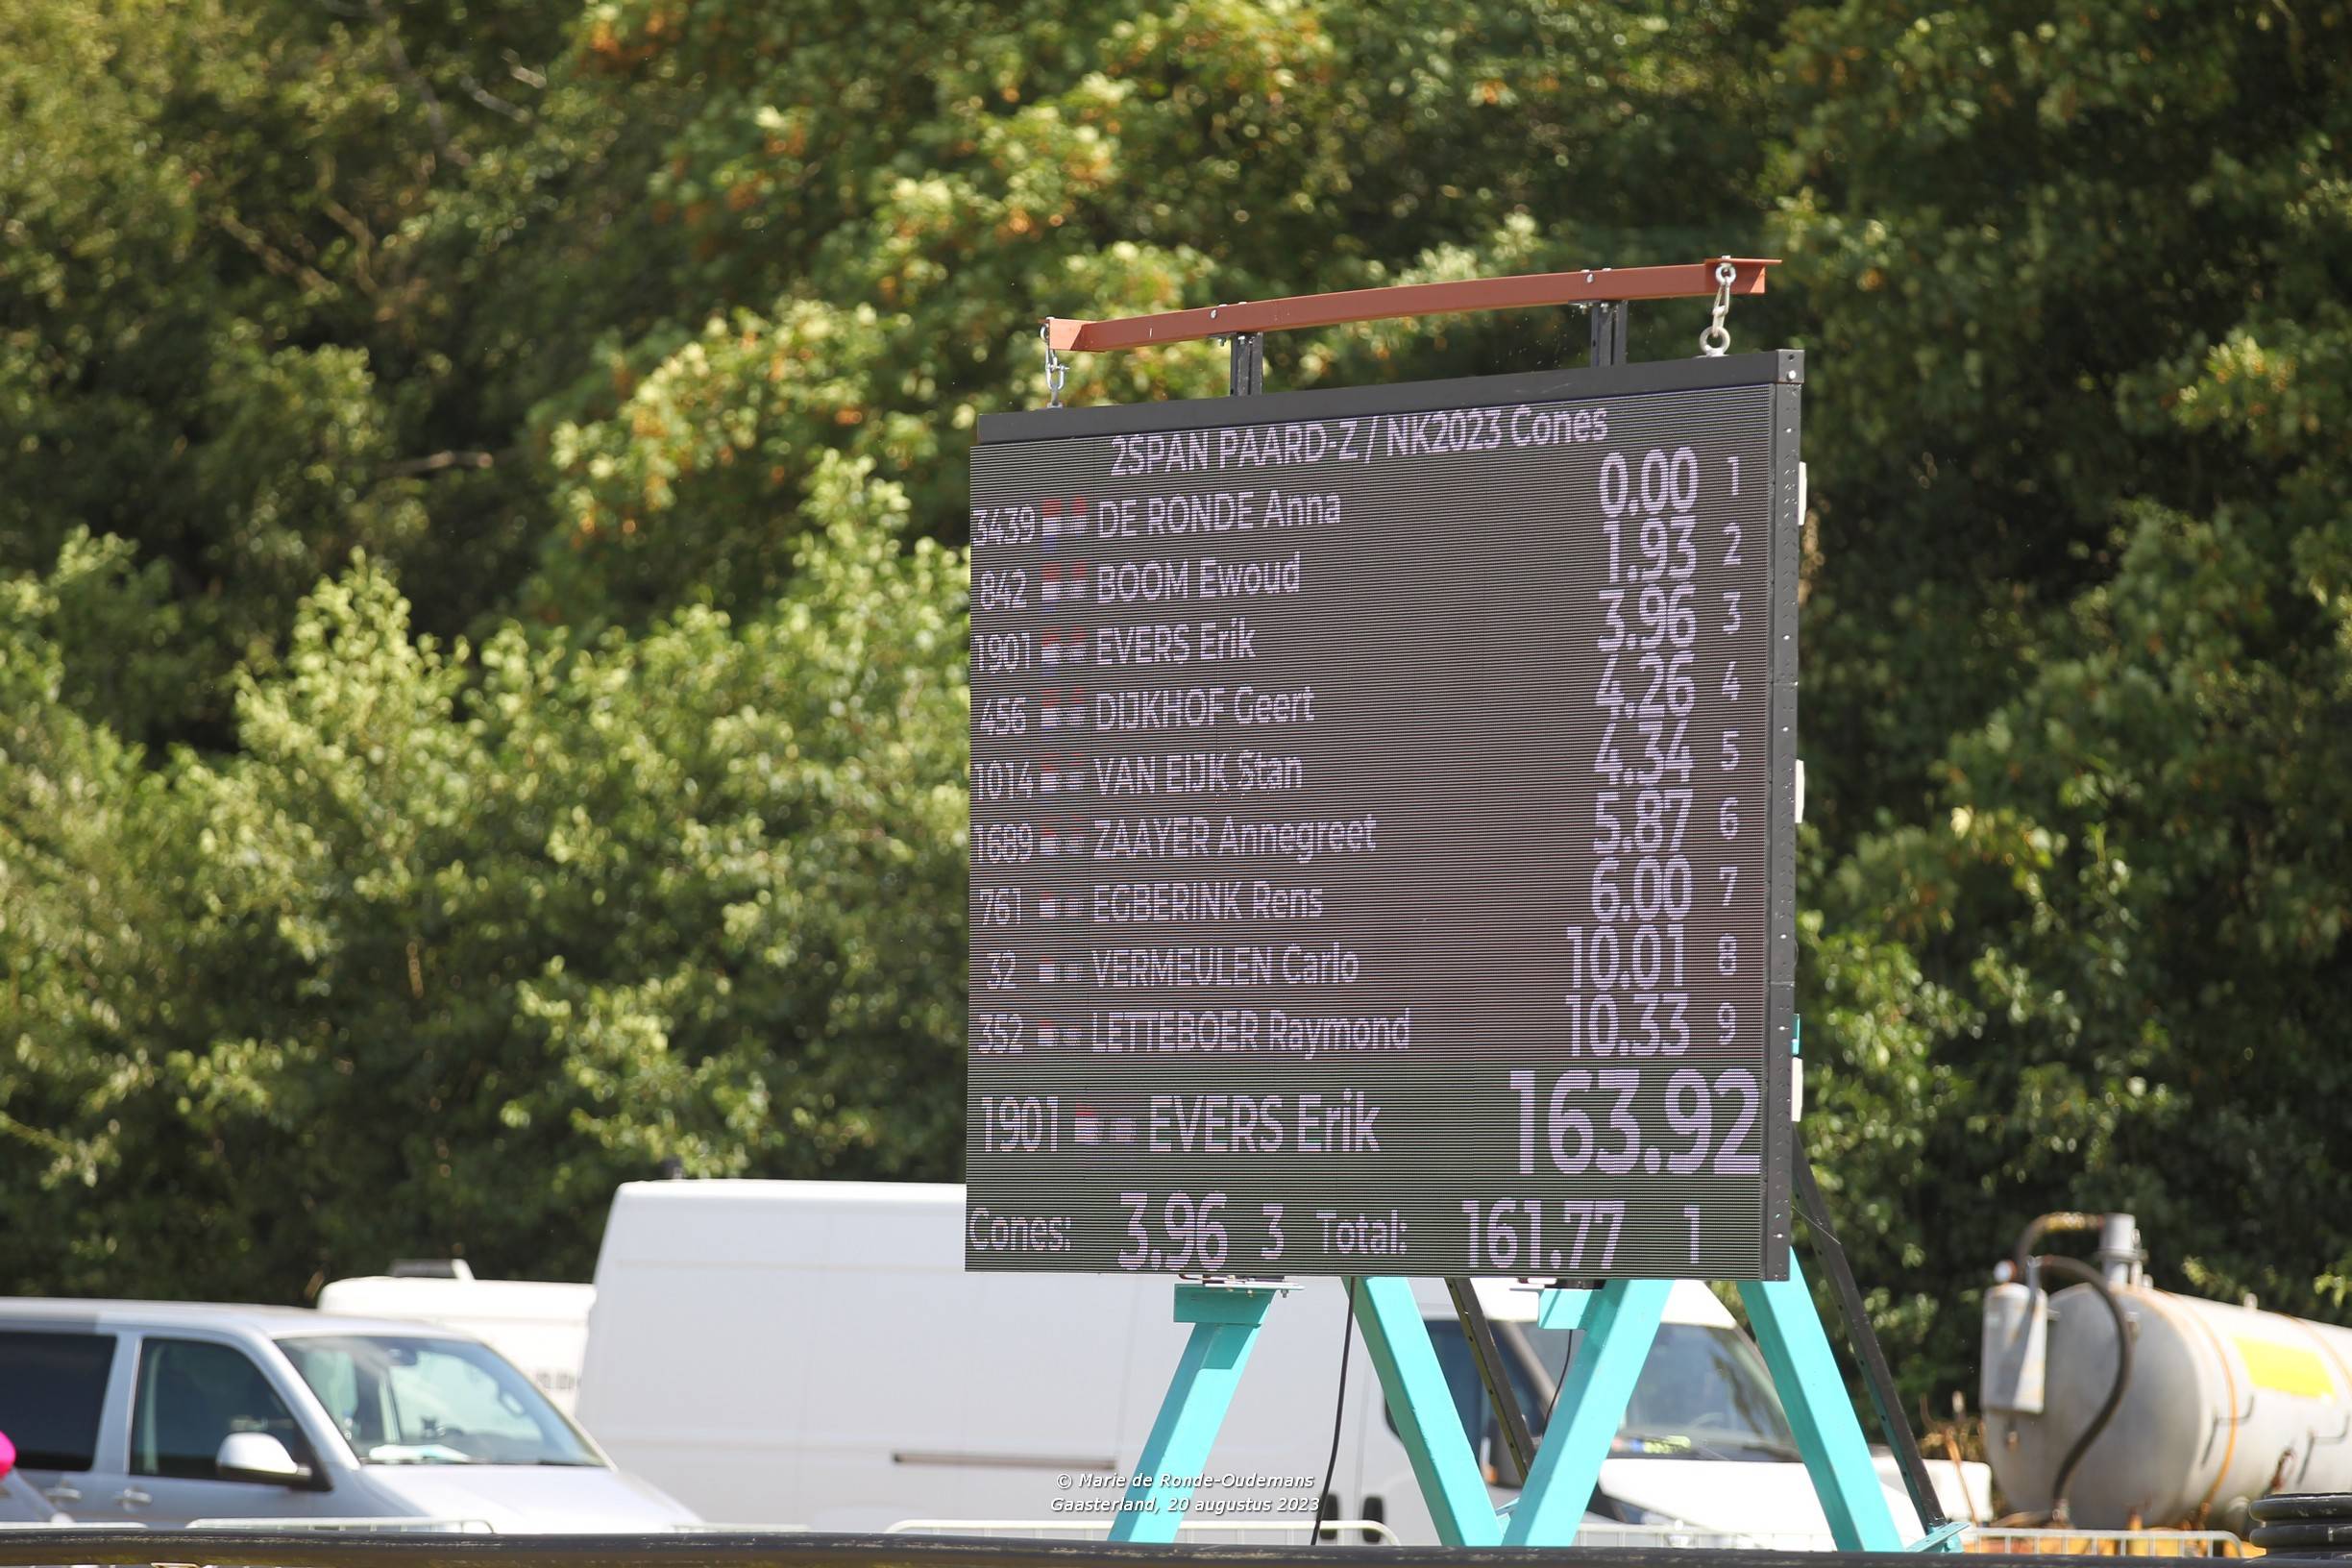 2SPAN PAARD-Z / NK2023 Cones
3439 DE RONDE Anna 0.00 1
842 BOOM Ewoud 1.93 2
1901 EVERS Erik 3.96 3
456 DIJKHOF Geert 4.26 4
1014 VAN EIJK Stan 4.34 5
1689 ZAAYER Annegreet 5.87 6
761 EGBERINK Rens 6.00 7
32 VERMEULEN Carlo 10.01 8
352 LETTEBOER Raymond 10.33 9
1901 EVERS Erik 163.92
Cones: 3.96 3 Total: 161.77 1
© Marie de Ronde-Oudemans
Gaasterland, 20 augustus 2023